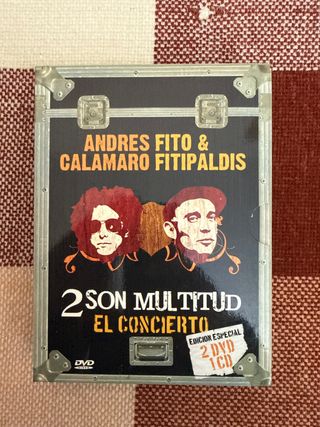 ANDRES FITO &
CALAMARO FITIPALDIS
2 SON MULTITUD
EL CONCIERTO
EDICION ESPECIAL
2 DVD
1 CD
DVD